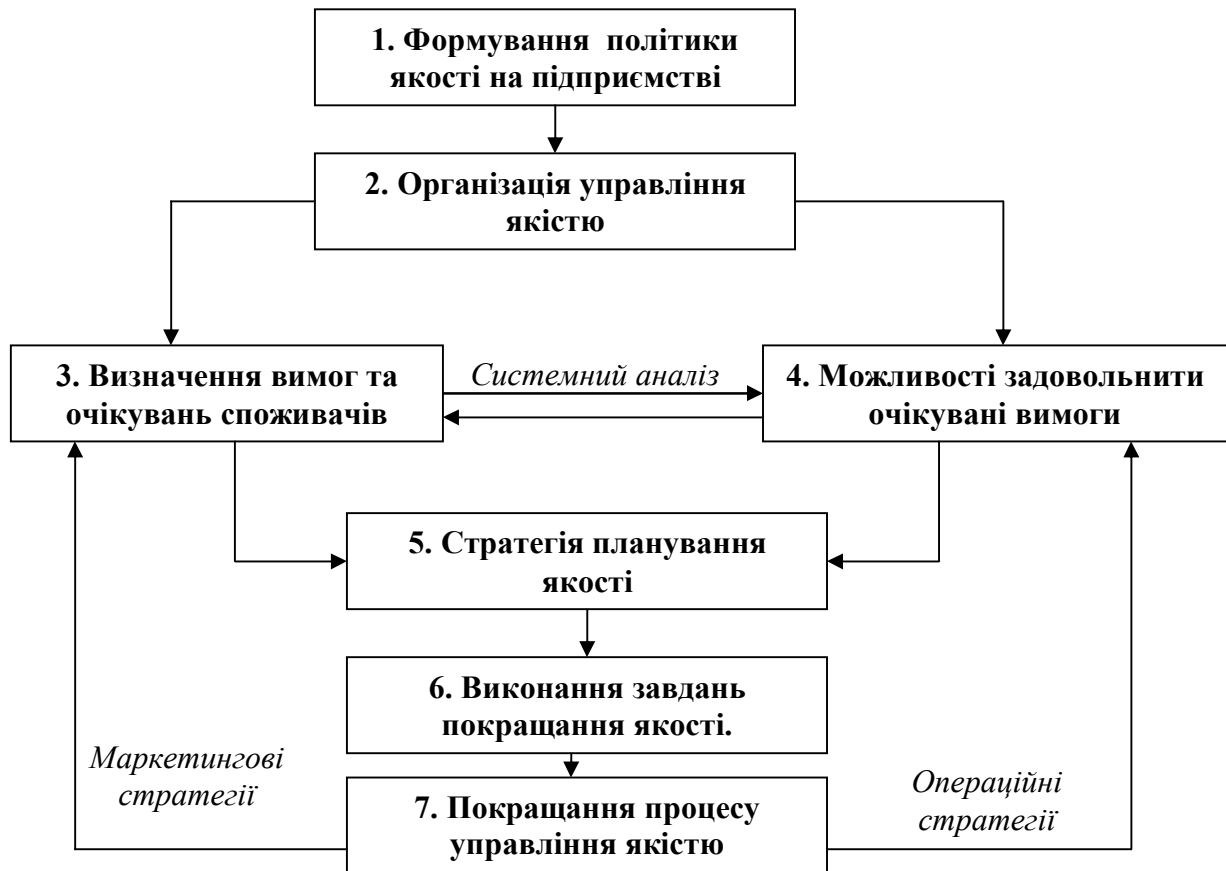 1. Формування політики
якості на підприємстві
2. Організація управління
якістю
3. Визначення вимог та
очікувань споживачів
Системний аналіз
4. Можливості задовольнити
очікувані вимоги
5. Стратегія планування
якості
6. Виконання завдань
покращання якості.
Маркетингові
стратегії
7. Покращання процесу
управління якістю
Операційні
стратегії